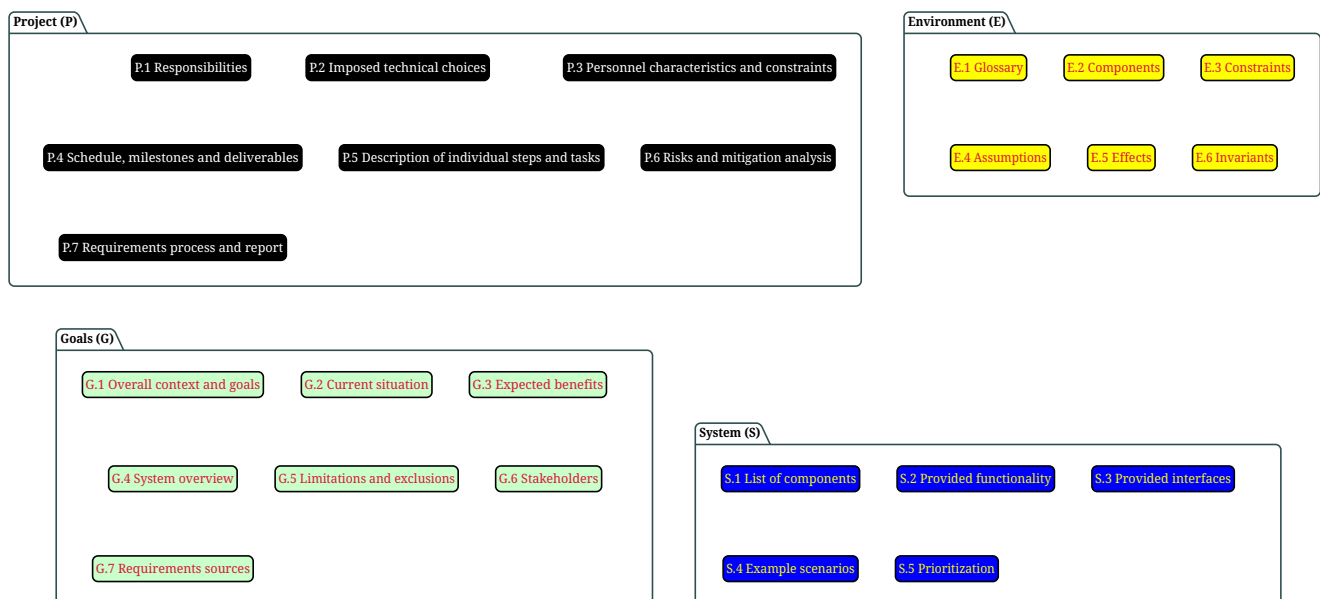 Project (P)
P.1 Responsibilities
P.2 Imposed technical choices
P.3 Personnel characteristics and constraints
P.4 Schedule, milestones and deliverables
P.5 Description of individual steps and tasks
P.6 Risks and mitigation analysis
P.7 Requirements process and report
Environment (E)
E.1 Glossary
E.2 Components
E.3 Constraints
E.4 Assumptions
E.5 Effects
E.6 Invariants
Goals (G)
G.1 Overall context and goals
G.2 Current situation
G.3 Expected benefits
G.4 System overview
G.5 Limitations and exclusions
G.6 Stakeholders
G.7 Requirements sources
System (S)
S.1 List of components
S.2 Provided functionality
S.3 Provided interfaces
S.4 Example scenarios
S.5 Prioritization